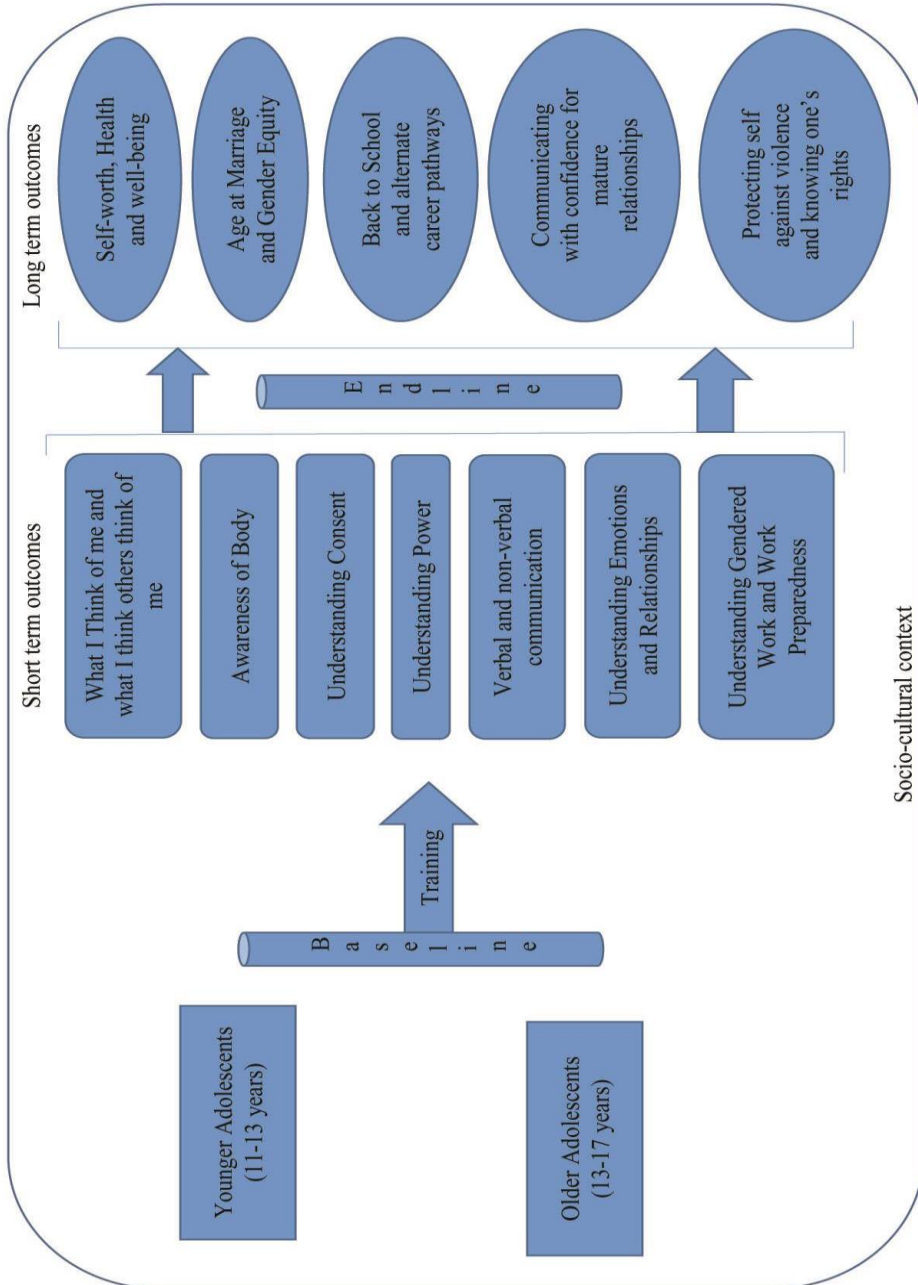 Younger Adolescents
(11-13 years)
Older Adolescents
(13-17 years)
B
a
s
e
l
i
n
e
Training
Short term outcomes
What I Think of me and
what I think others think of
me
Awareness of Body
Understanding Consent
Understanding Power
Verbal and non-verbal
communication
Understanding Emotions
and Relationships
Understanding Gendered
Work and Work
Preparedness
E
n
d
l
i
n
e
Long term outcomes
Self-worth, Health
and well-being
Age at Marriage
and Gender Equity
Back to School
and alternate
career pathways
Communicating
with confidence for
mature
relationships
Protecting self
against violence
and knowing one’s
rights
Socio-cultural context